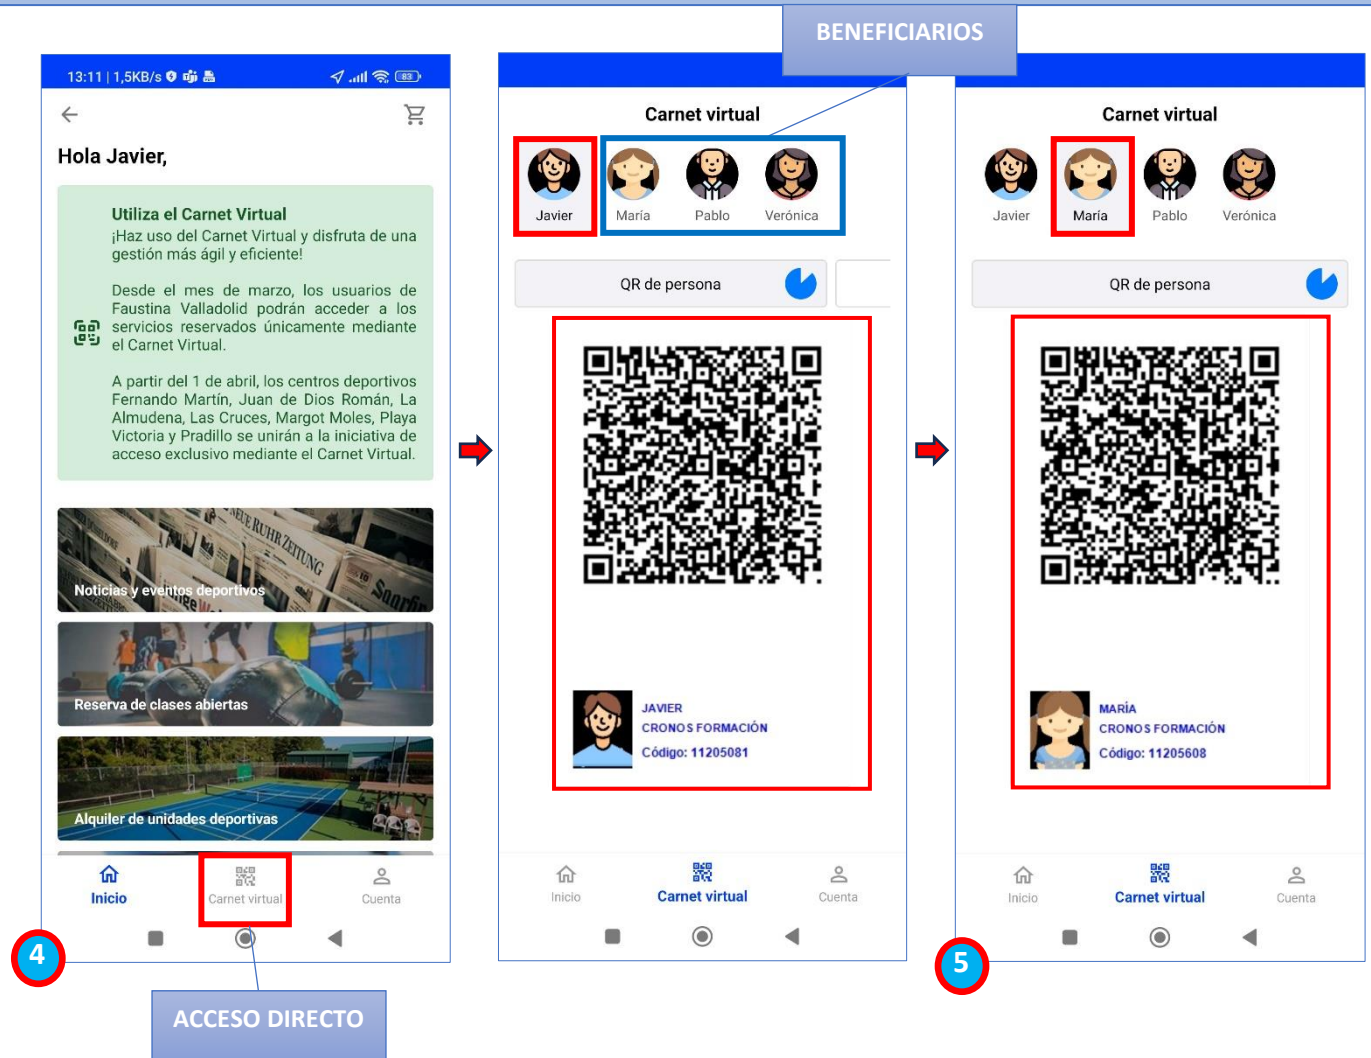 BENEFICIARIOS
13:11 | 1,5KB/s
83
Hola Javier,
Utiliza el Carnet Virtual
¡Haz uso del Carnet Virtual y disfruta de una
gestión más ágil y eficiente!
Desde el mes de marzo, los usuarios de
Faustina Valladolid podrán acceder a los
servicios reservados únicamente mediante
el Carnet Virtual.
A partir del 1 de abril, los centros deportivos
Fernando Martín, Juan de Dios Román, La
Almudena, Las Cruces, Margot Moles, Playa
Victoria y Pradillo se unirán a la iniciativa de
acceso exclusivo mediante el Carnet Virtual.
NEUE RUHR ZEITUNG
Noticias y eventos deportivos
Reserva de clases abiertas
Alquiler de unidades deportivas
Inicio
Carnet virtual
Cuenta
4
ACCESO DIRECTO
Carnet virtual
Javier
María
Pablo
Verónica
QR de persona
JAVIER
CRONOS FORMACIÓN
Código: 11205081
Inicio
Carnet virtual
Cuenta
Carnet virtual
Javier
María
Pablo
Verónica
QR de persona
MARÍA
CRONOS FORMACIÓN
Código: 11205608
Inicio
Carnet virtual
Cuenta
5